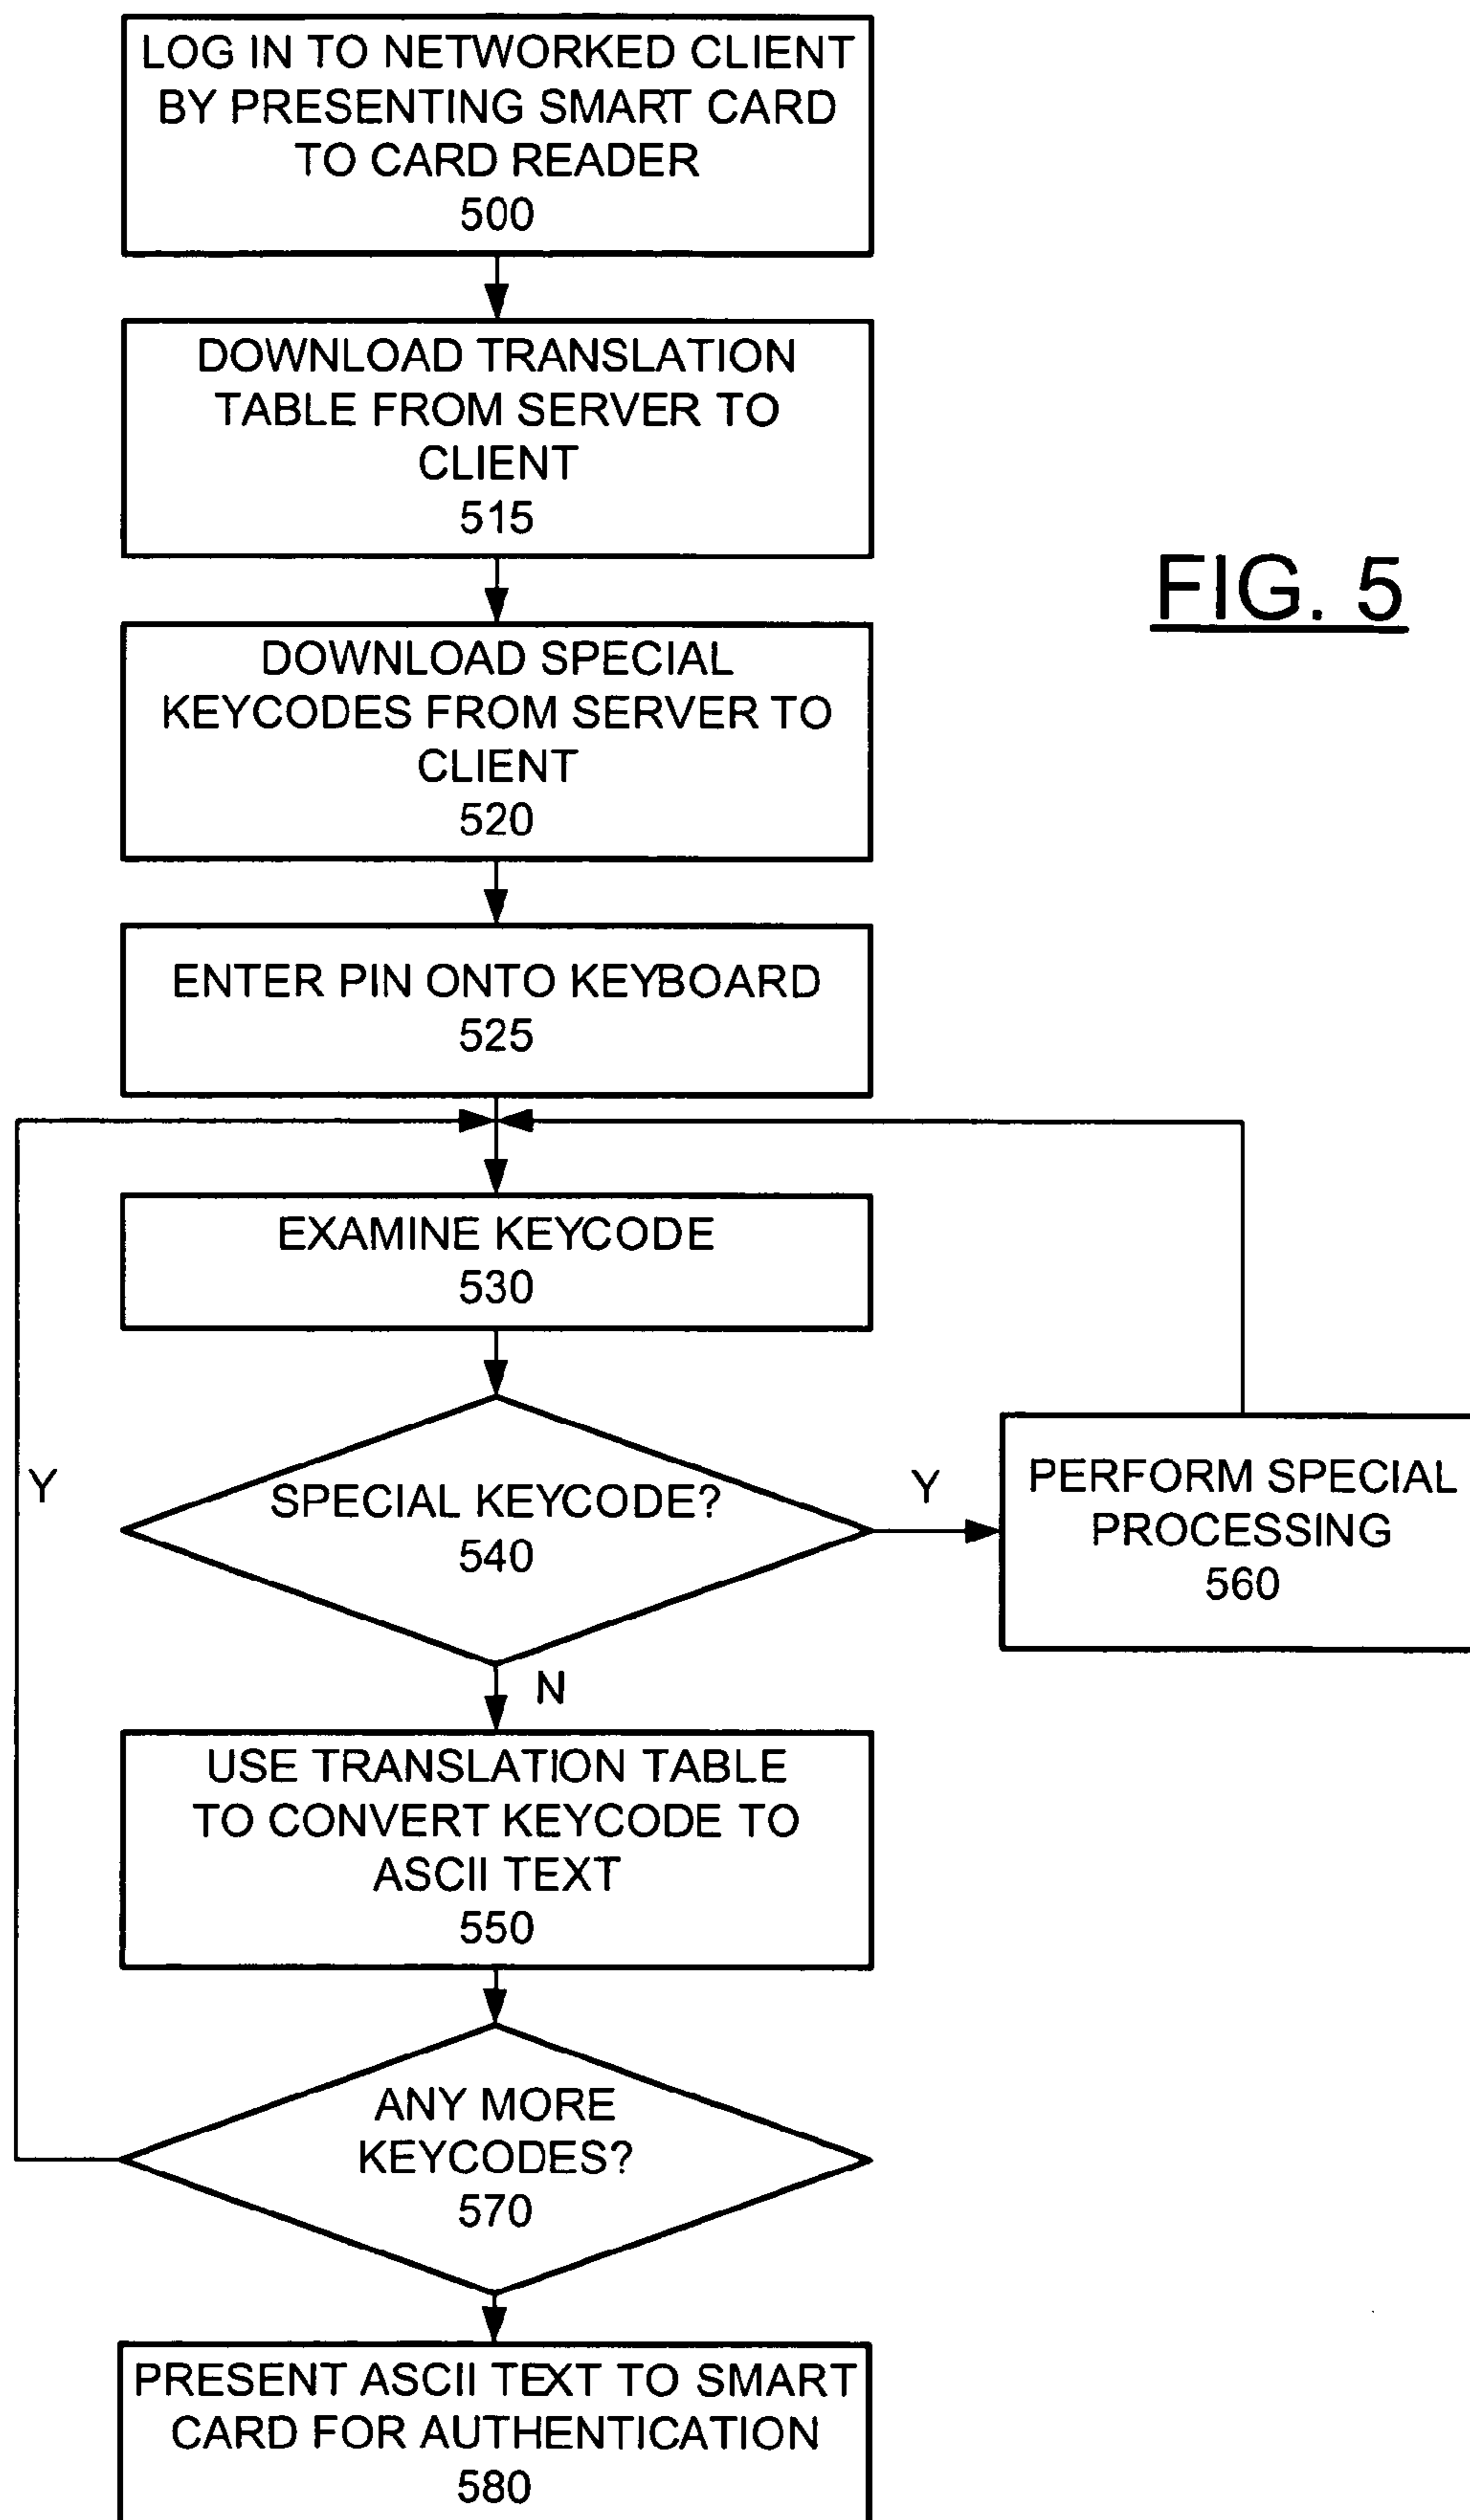 LOG IN TO NETWORKED CLIENT
BY PRESENTING SMART CARD
TO CARD READER
500
DOWNLOAD TRANSLATION
TABLE FROM SERVER TO
CLIENT
515
FIG. 5
DOWNLOAD SPECIAL
KEYCODES FROM SERVER TO
CLIENT
520
ENTER PIN ONTO KEYBOARD
525
EXAMINE KEYCODE
530
Y
SPECIAL KEYCODE?
540
Y
PERFORM SPECIAL
PROCESSING
560
N
USE TRANSLATION TABLE
TO CONVERT KEYCODE TO
ASCII TEXT
550
ANY MORE
KEYCODES?
570
PRESENT ASCII TEXT TO SMART
CARD FOR AUTHENTICATION
580